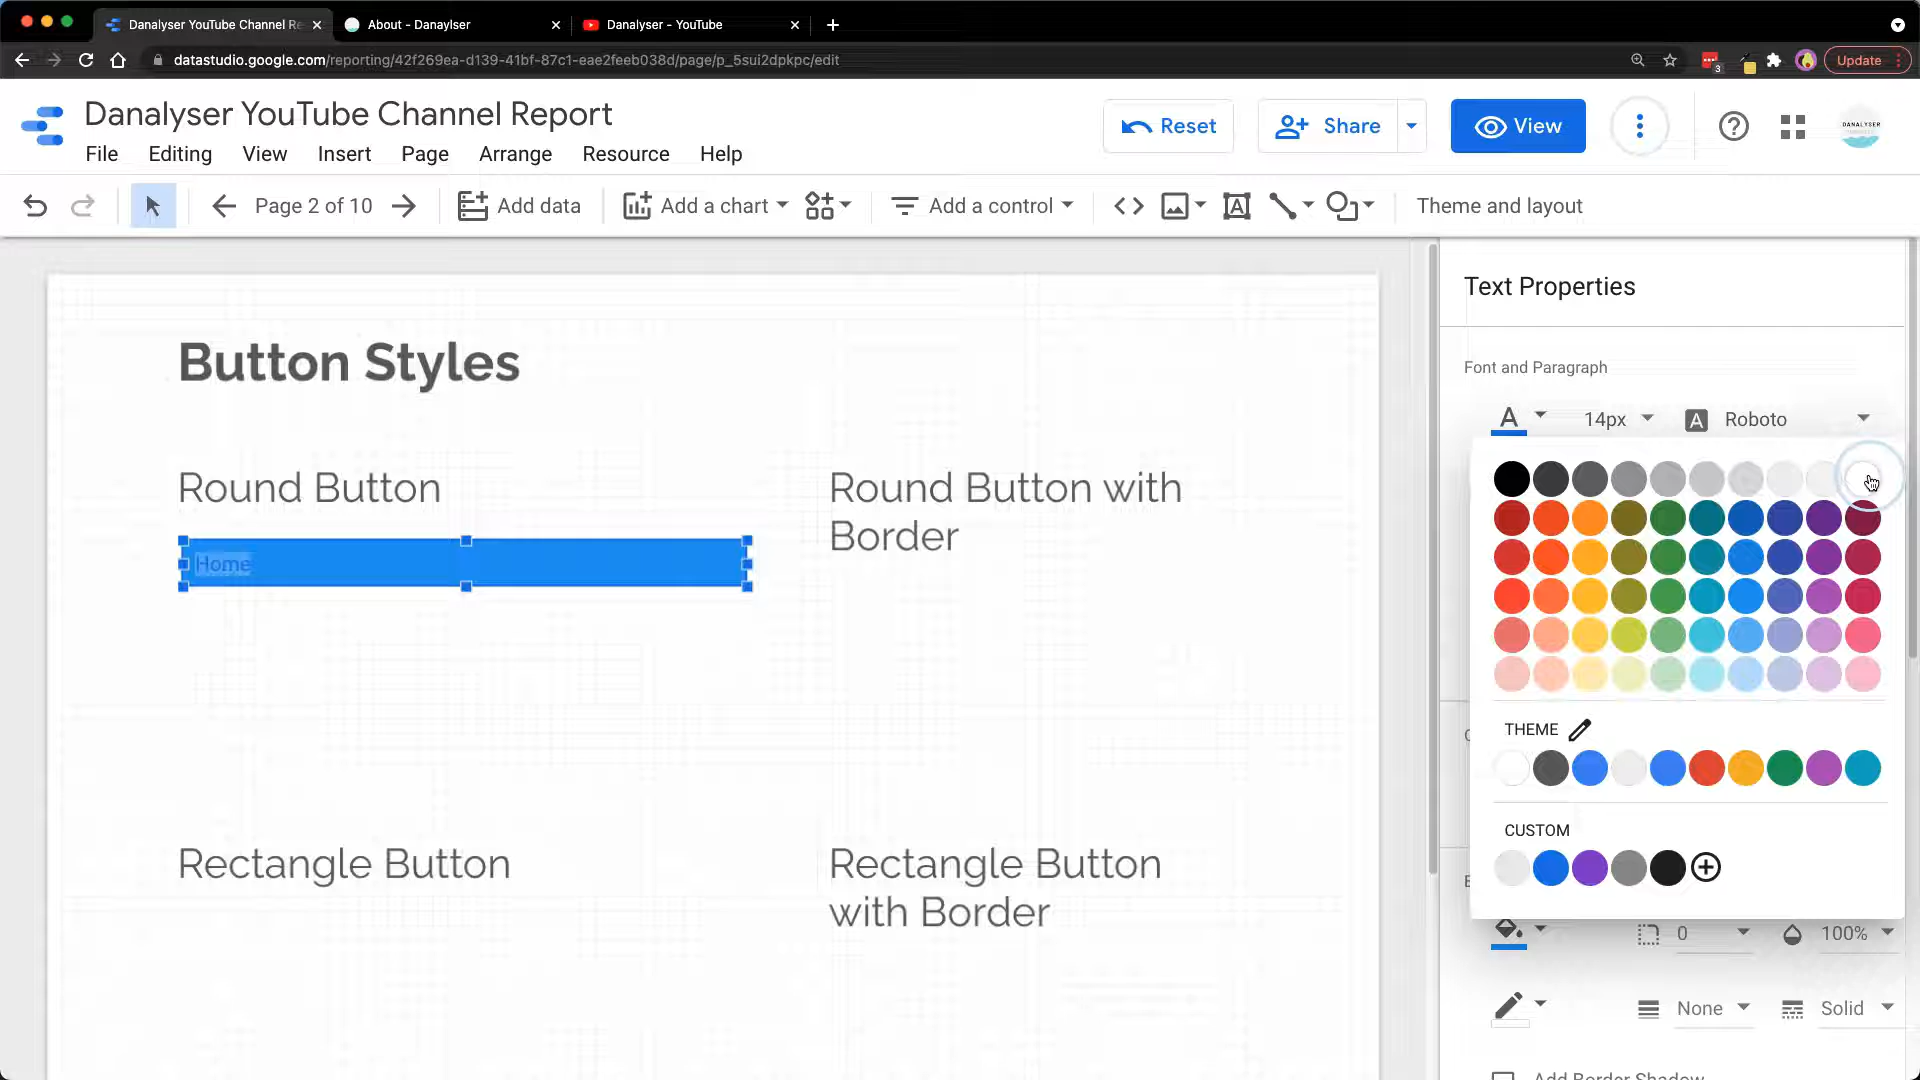 Danalyser YouTube Channel Re
About - Danaylser
Danalyser - YouTube
datastudio.google.com/reporting/42f269ea-d139-41bf-87c1-eae2feeb038d/page/p_5sui2dpkpc/edit
3
Update
Danalyser YouTube Channel Report
Reset
Share
View
DANALYSER
File Editing View Insert Page Arrange Resource Help
Page 2 of 10
Add data
Add a chart
Add a control
Theme and layout
Text Properties
Font and Paragraph
14px
Roboto
Button Styles
Round Button
Round Button with
Border
Home
THEME
CUSTOM
Rectangle Button
Rectangle Button
with Border
0
100%
None
Solid
Add Border Shadow